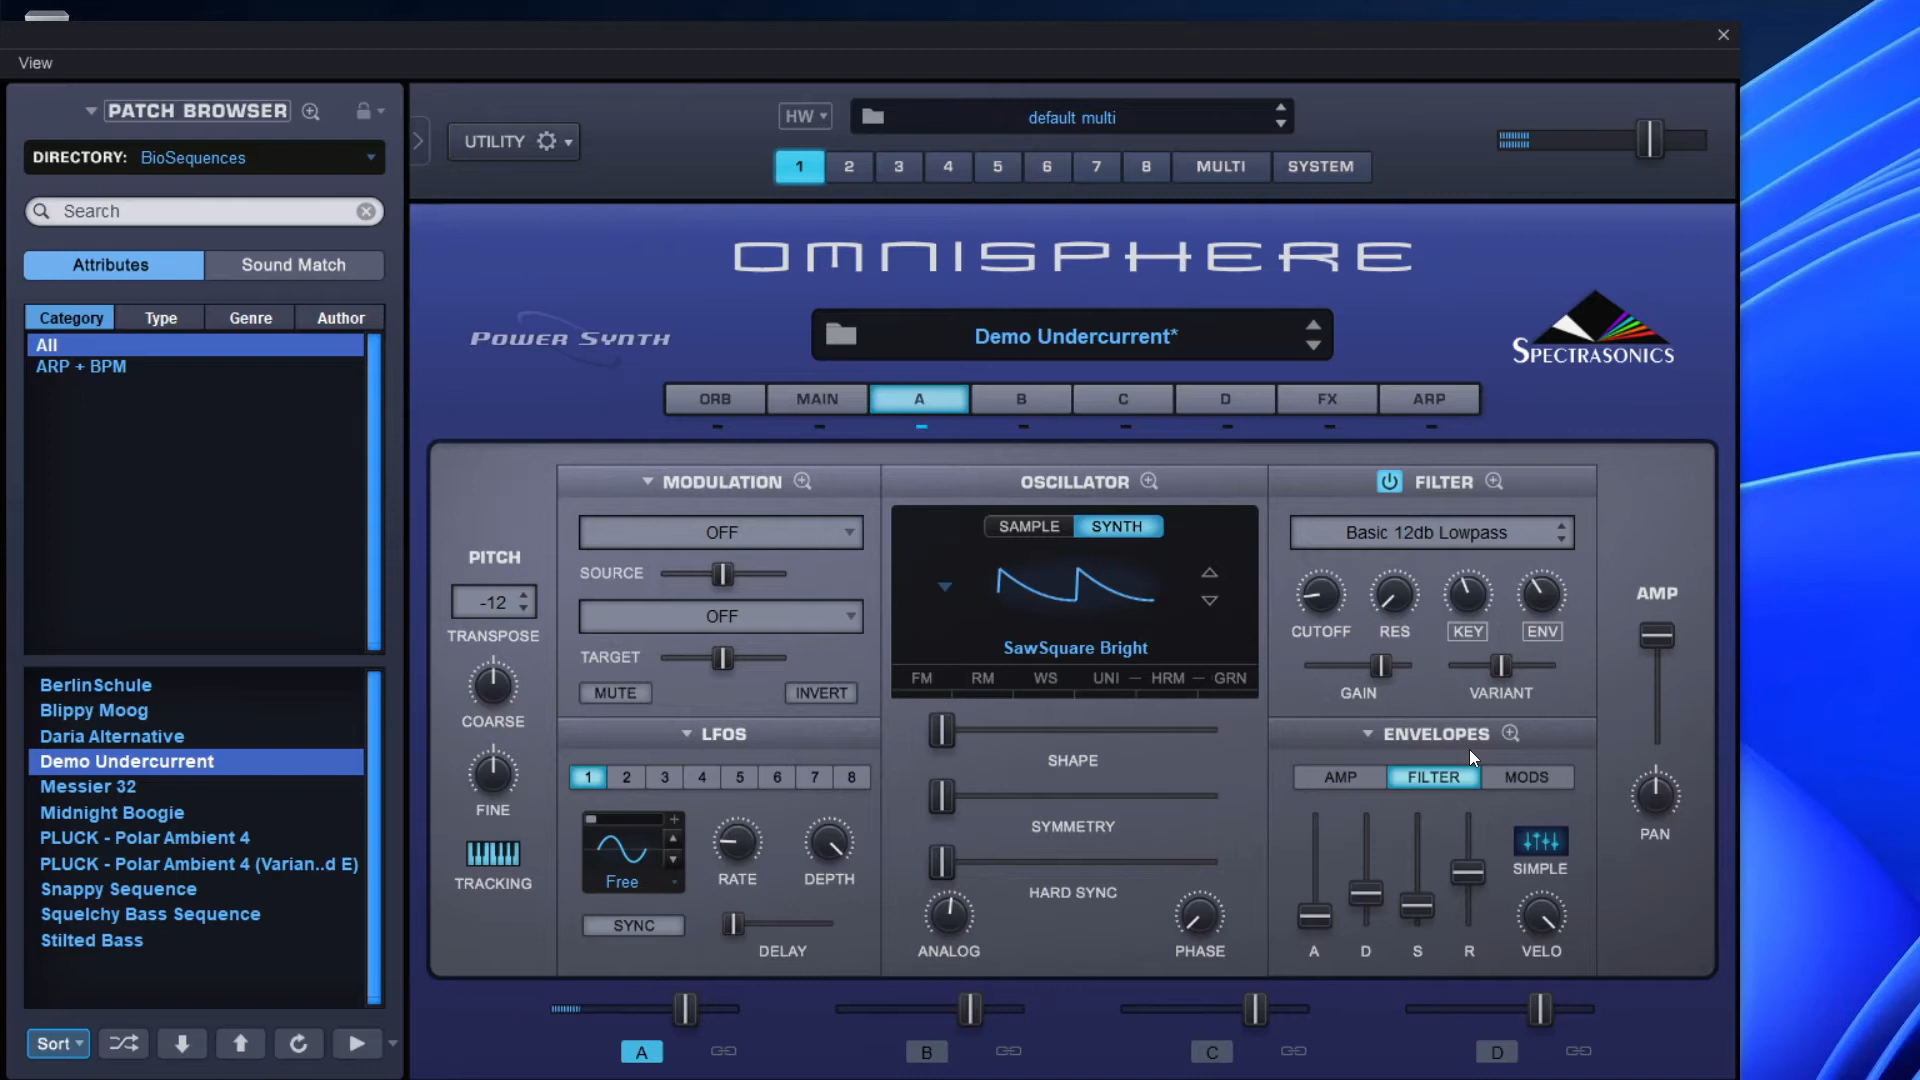 View
PATCH BROWSER
DIRECTORY: BioSequences
Search
Attributes Sound Match
Category Type Genre Author
All
ARP + BPM
BerlinSchule
Blippy Moog
Daria Alternative
Demo Undercurrent
Messier 32
Midnight Boogie
PLUCK - Polar Ambient 4
PLUCK - Polar Ambient 4 (Varian..d E)
Snappy Sequence
Squelchy Bass Sequence
Stilted Bass
Sort
UTILITY
HW
default multi
1 2 3 4 5 6 7 8 MULTI SYSTEM
OMNISPHERE
POWER SYNTH
Demo Undercurrent*
SPECTRASONICS
ORB MAIN A B C D FX ARP
PITCH
-12
TRANSPOSE
COARSE
FINE
TRACKING
MODULATION
OFF
SOURCE
OFF
TARGET
MUTE INVERT
LFOS
1 2 3 4 5 6 7 8
Free
RATE DEPTH
SYNC
DELAY
OSCILLATOR
SAMPLE SYNTH
SawSquare Bright
FM RM WS UNI – HRM – GRN
SHAPE
SYMMETRY
HARD SYNC
ANALOG PHASE
FILTER
Basic 12db Lowpass
CUTOFF RES KEY ENV
GAIN VARIANT
ENVELOPES
AMP FILTER MODS
SIMPLE
A D S R VELO
AMP
PAN
A B C D